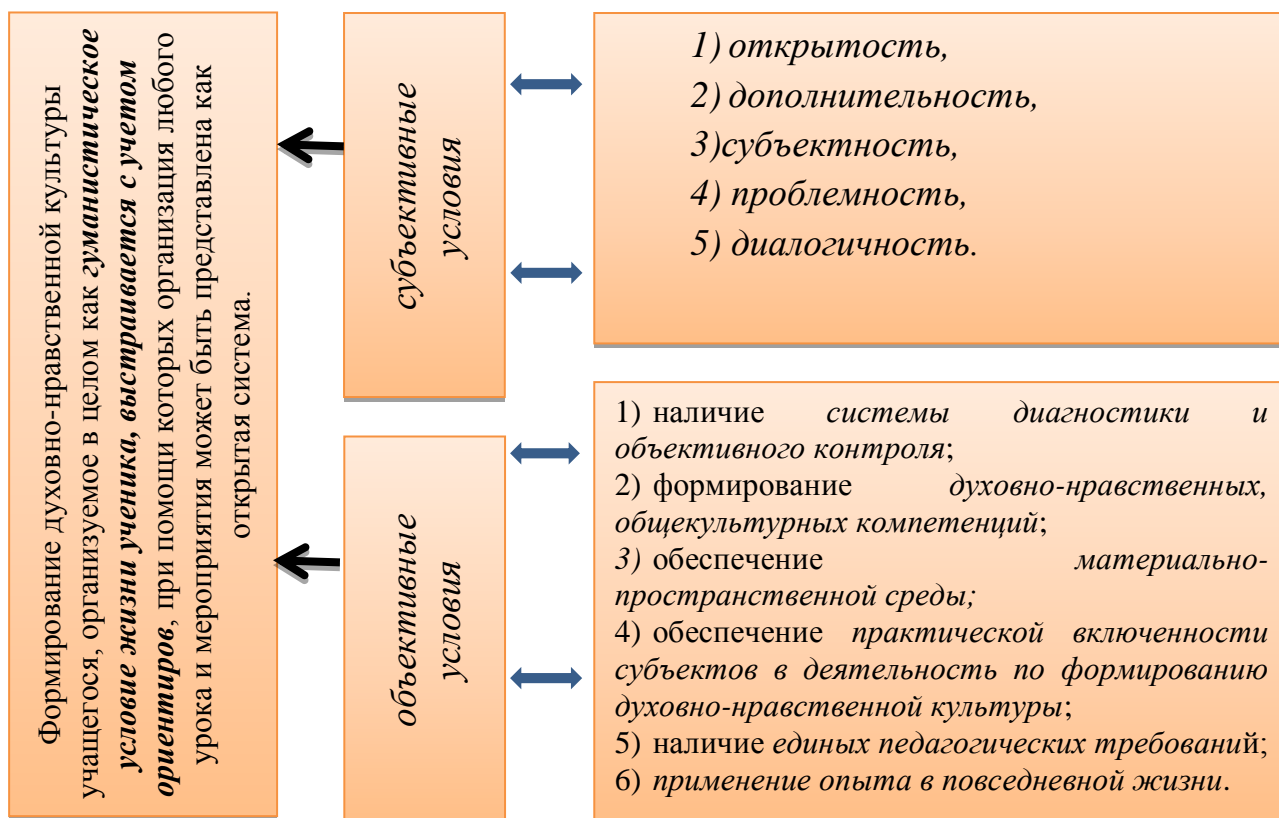 Формирование духовно-нравственной культуры
учащегося, организуемое в целом как гуманистическое
условие жизни ученики, выстраивается с учетом
ориентиров, при помощи которых организация любого
урока и мероприятия может быть представлена как
открытая система.
субъективные
условия
1) открытость,
2) дополнительность,
3)субъектность,
4) проблемность,
5) диалогичность.
объективные
условия
1) наличие системы диагностики и
объективного контроля;
2) формирование духовно-нравственных,
общекультурных компетенций;
3) обеспечение материально-
пространственной среды;
4) обеспечение практической включенности
субъектов в деятельность по формированию
духовно-нравственной культуры;
5) наличие единых педагогических требований;
6) применение опыта в повседневной жизни.